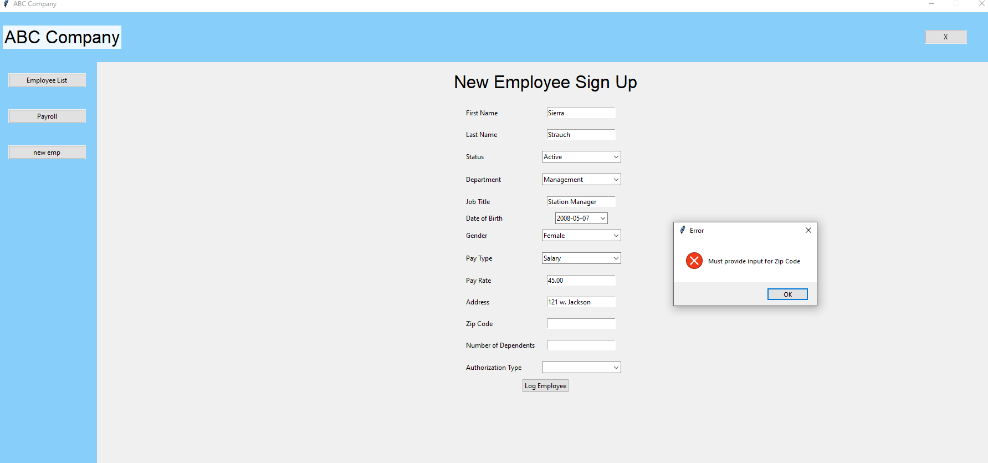 ABC Company
ABC Company
X
Employee List
Payroll
new emp
New Employee Sign Up
First Name Sierra
Last Name Strauch
Status Active
Department Management
Job Title Station Manager
Date of Birth 2008-05-07
Gender Female
Pay Type Salary
Pay Rate 45.00
Address 121 w. Jackson
Zip Code
Number of Dependents
Authorization Type
Log Employee
Error
Must provide input for Zip Code
OK